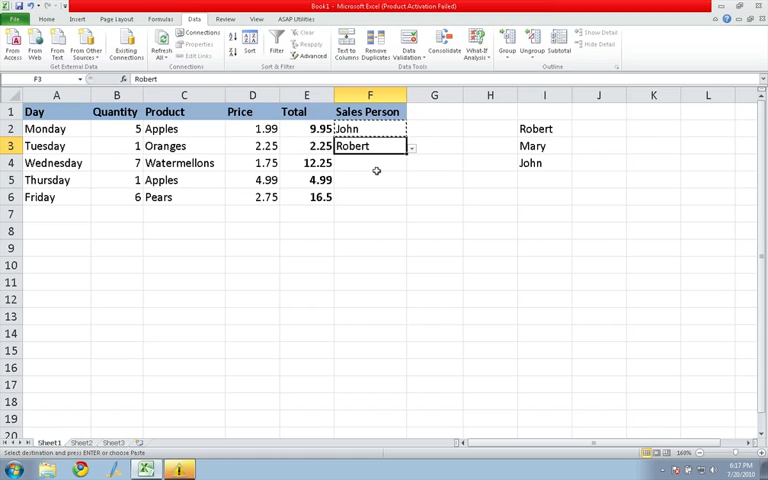 Book1 - Microsoft Excel (Product Activation Failed)
File Home Insert Page Layout Formulas Data Review View ASAP Utilities
From Access From Web From Text From Other Sources Existing Connections Refresh All Connections Properties Edit Links Sort Filter Clear Reapply Advanced Text to Columns Remove Duplicates Data Validation Consolidate What-If Analysis Group Ungroup Subtotal Show Detail Hide Detail
Get External Data Connections Sort & Filter Data Tools Outline
F3 fx Robert
A B C D E F G H I J K L
1 Day Quantity Product Price Total Sales Person
2 Monday 5 Apples 1.99 9.95 John Robert
3 Tuesday 1 Oranges 2.25 2.25 Robert Mary
4 Wednesday 7 Watermellons 1.75 12.25 John
5 Thursday 1 Apples 4.99 4.99
6 Friday 6 Pears 2.75 16.5
7
8
9
10
11
12
13
14
15
16
17
18
19
20
Sheet1 Sheet2 Sheet3
Select destination and press ENTER or choose Paste 160%
6:17 PM
7/28/2010